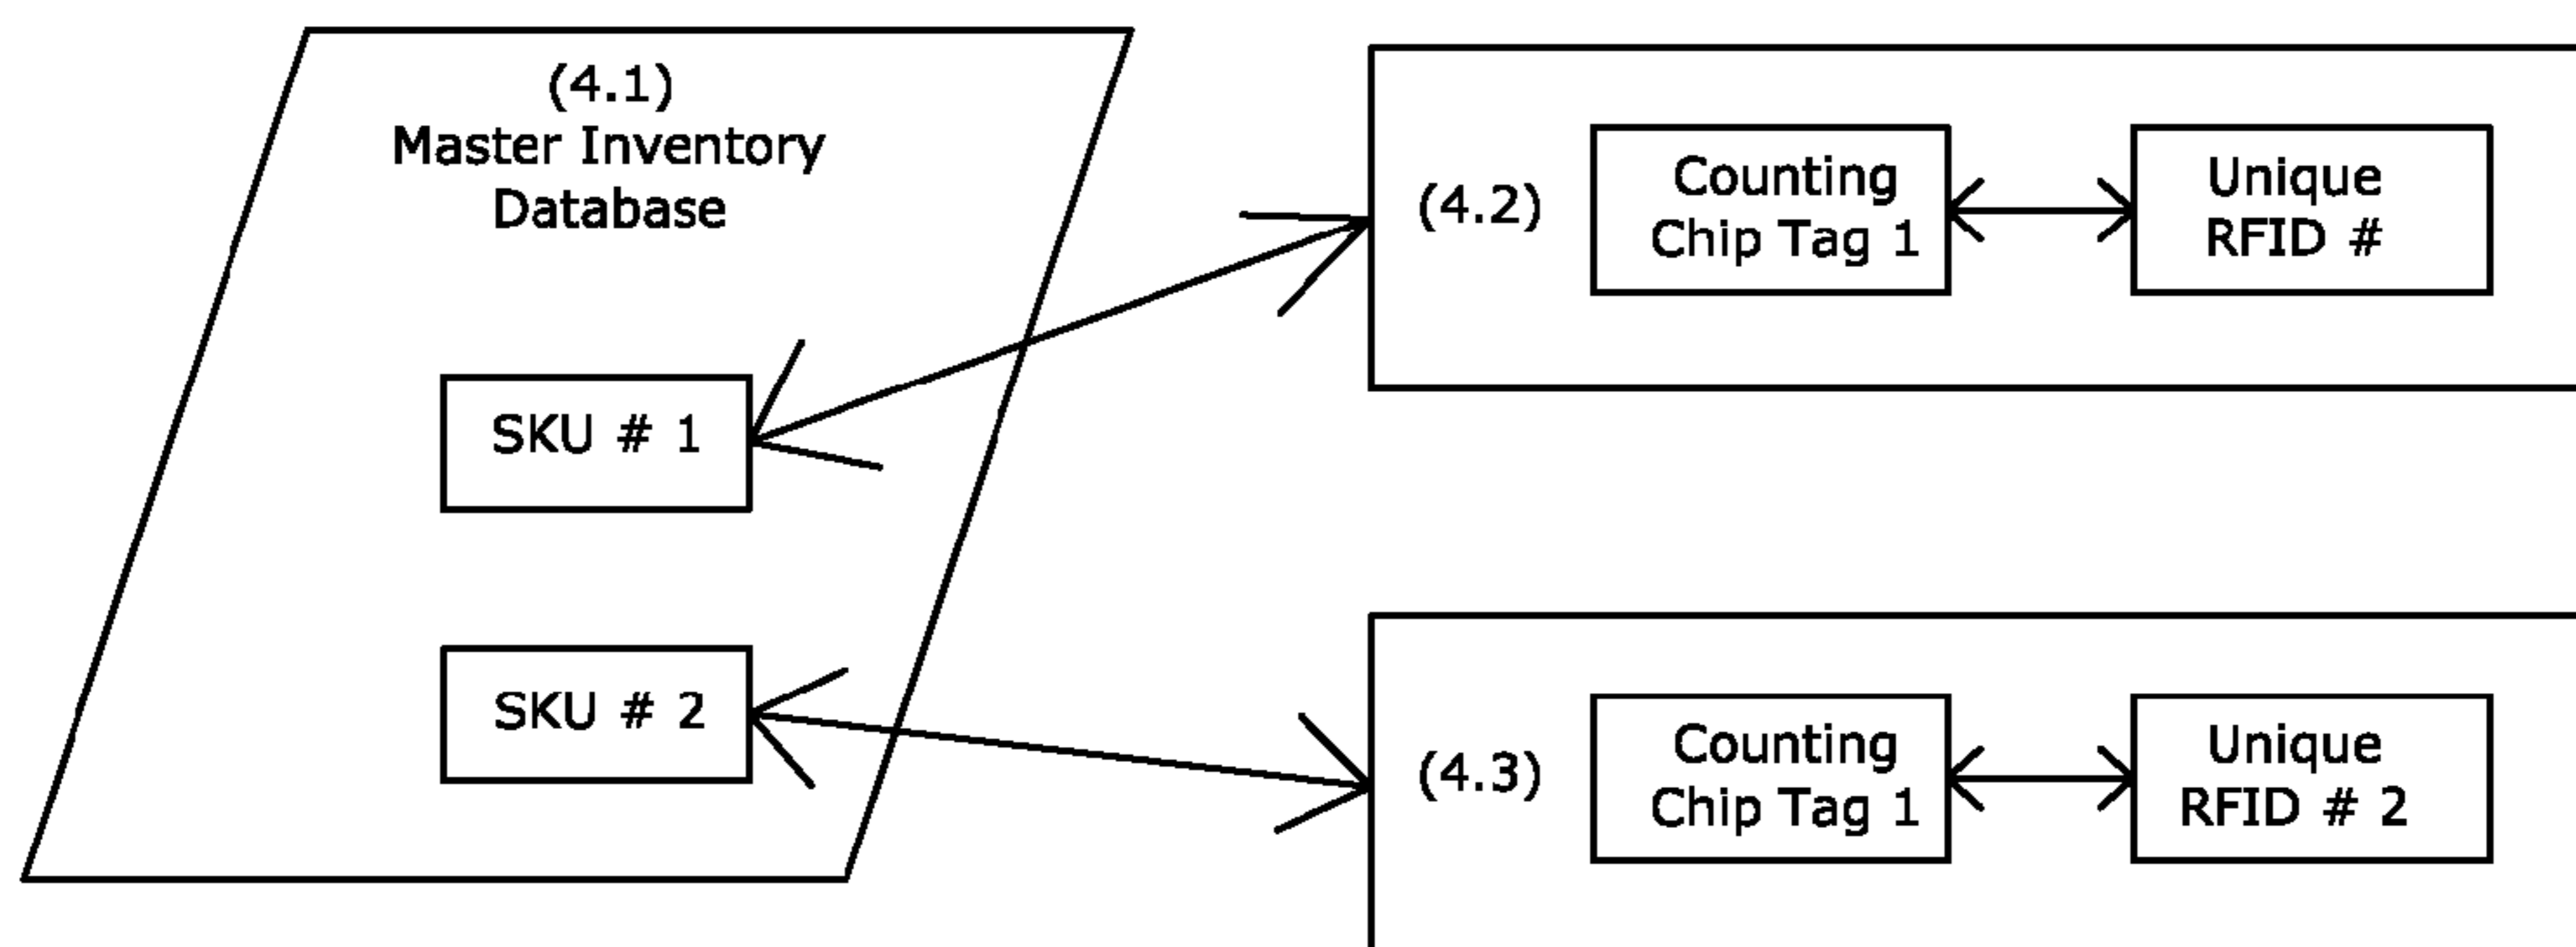 (4.1)
Master Inventory
Database
SKU # 1
SKU # 2
(4.2)
Counting
Chip Tag 1
Unique
RFID #
(4.3)
Counting
Chip Tag 1
Unique
RFID # 2